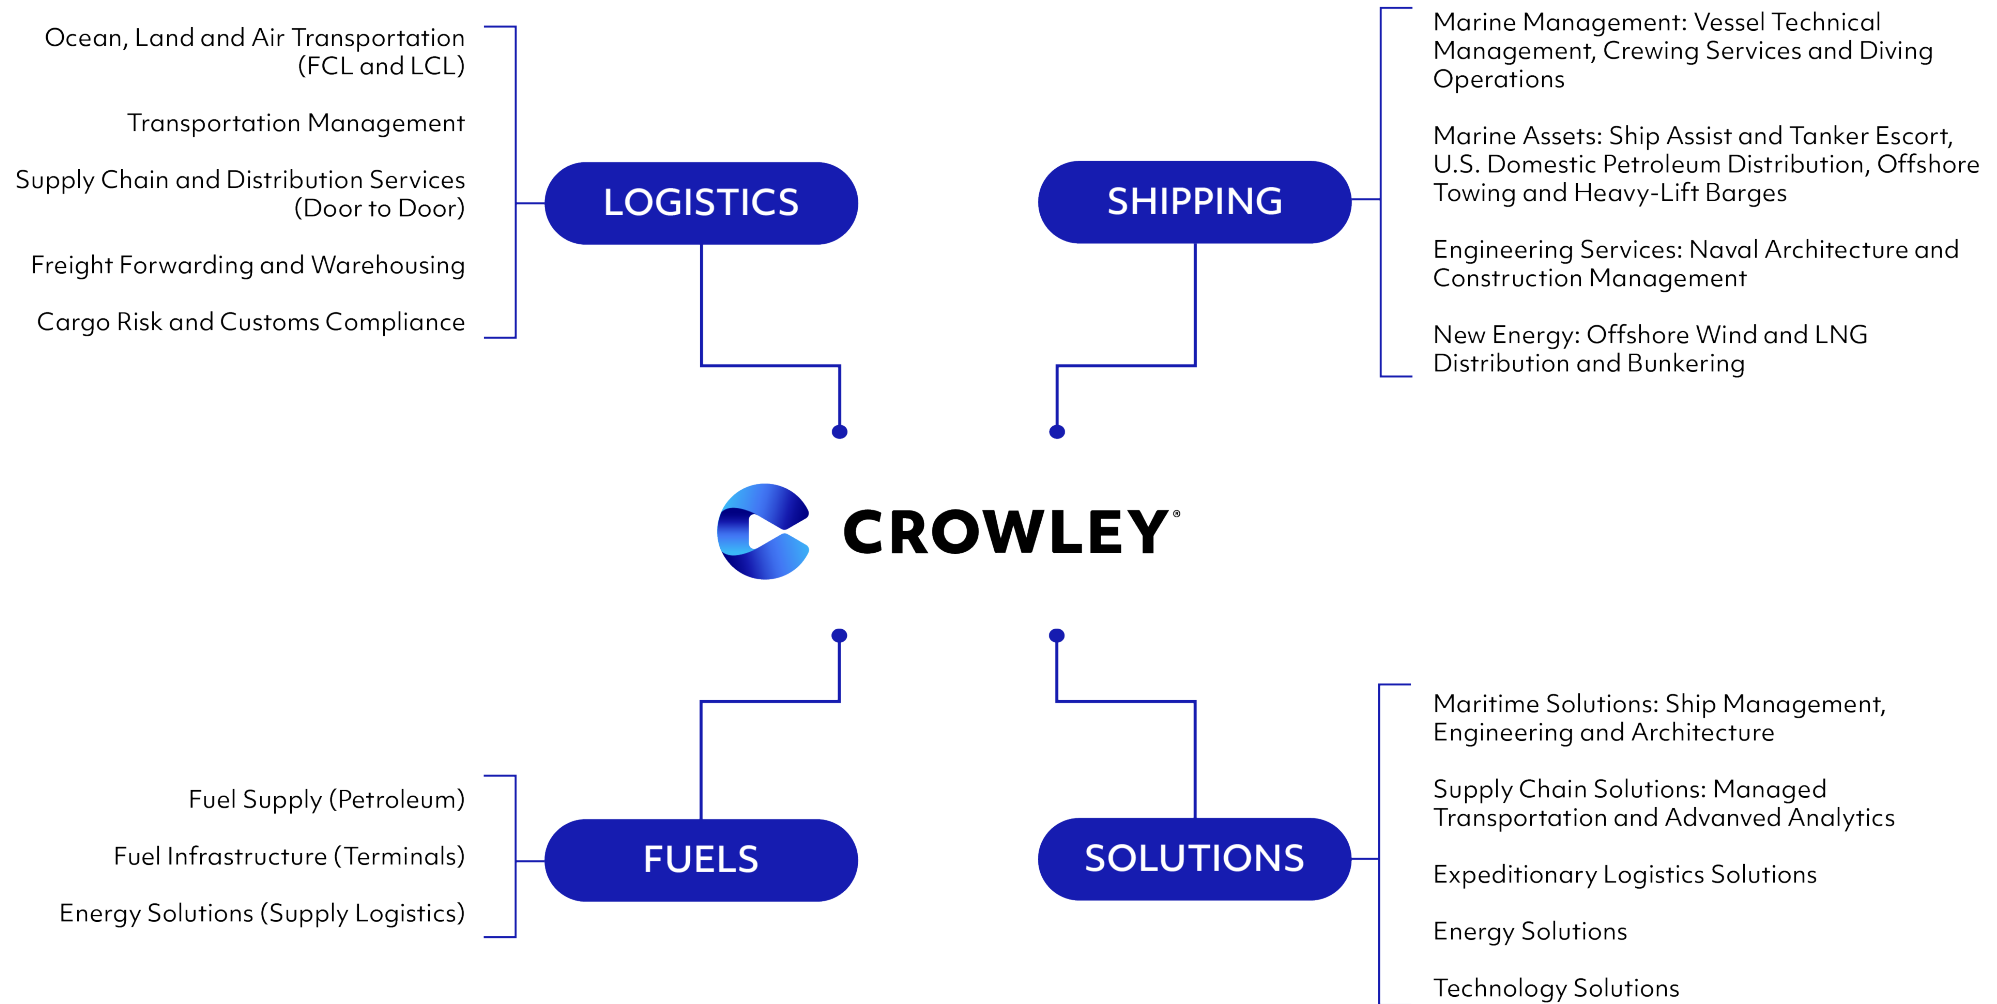 Ocean, Land and Air Transportation
(FCL and LCL)
Transportation Management
Supply Chain and Distribution Services
(Door to Door)
Freight Forwarding and Warehousing
Cargo Risk and Customs Compliance
LOGISTICS
SHIPPING
Marine Management: Vessel Technical
Management, Crewing Services and Diving
Operations
Marine Assets: Ship Assist and Tanker Escort,
U.S. Domestic Petroleum Distribution, Offshore
Towing and Heavy-Lift Barges
Engineering Services: Naval Architecture and
Construction Management
New Energy: Offshore Wind and LNG
Distribution and Bunkering
CROWLEY®
Fuel Supply (Petroleum)
Fuel Infrastructure (Terminals)
Energy Solutions (Supply Logistics)
FUELS
SOLUTIONS
Maritime Solutions: Ship Management,
Engineering and Architecture
Supply Chain Solutions: Managed
Transportation and Advanved Analytics
Expeditionary Logistics Solutions
Energy Solutions
Technology Solutions